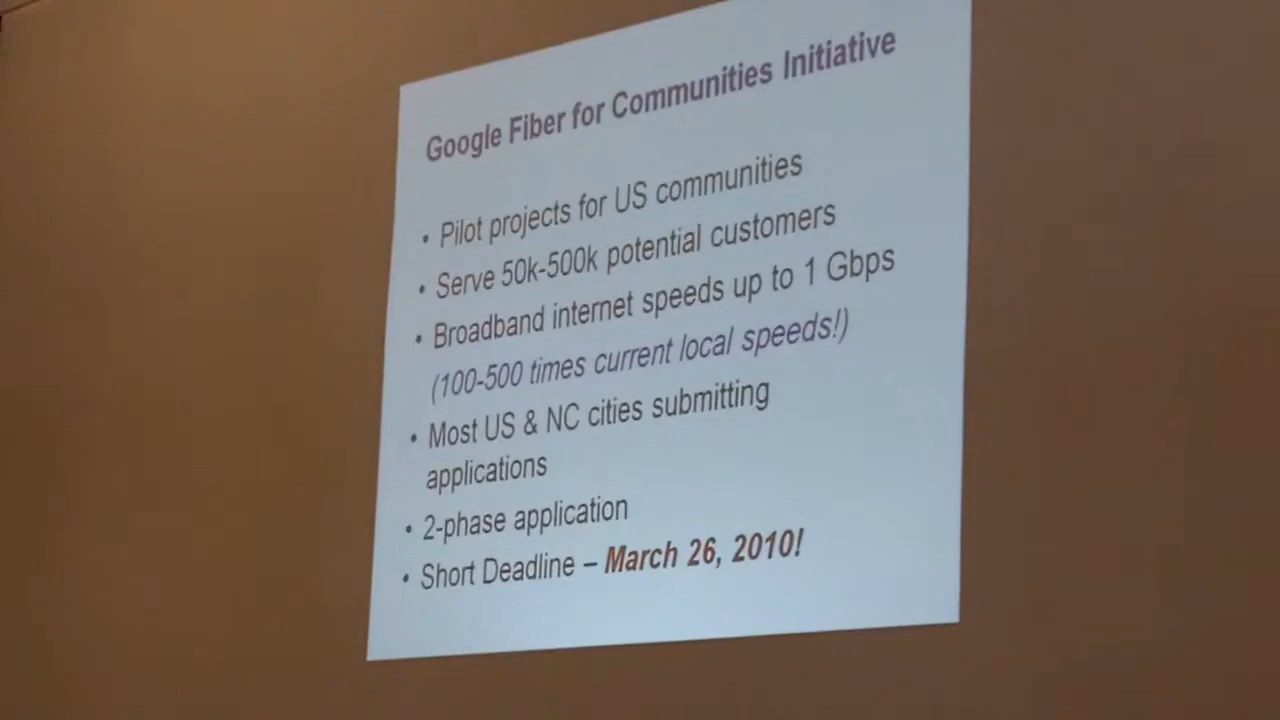 Google Fiber for Communities Initiative
• Pilot projects for US communities
• Serve 50k-500k potential customers
• Broadband internet speeds up to 1 Gbps
(100-500 times current local speeds!)
• Most US & NC cities submitting
applications
• 2-phase application
• Short Deadline – March 26, 2010!